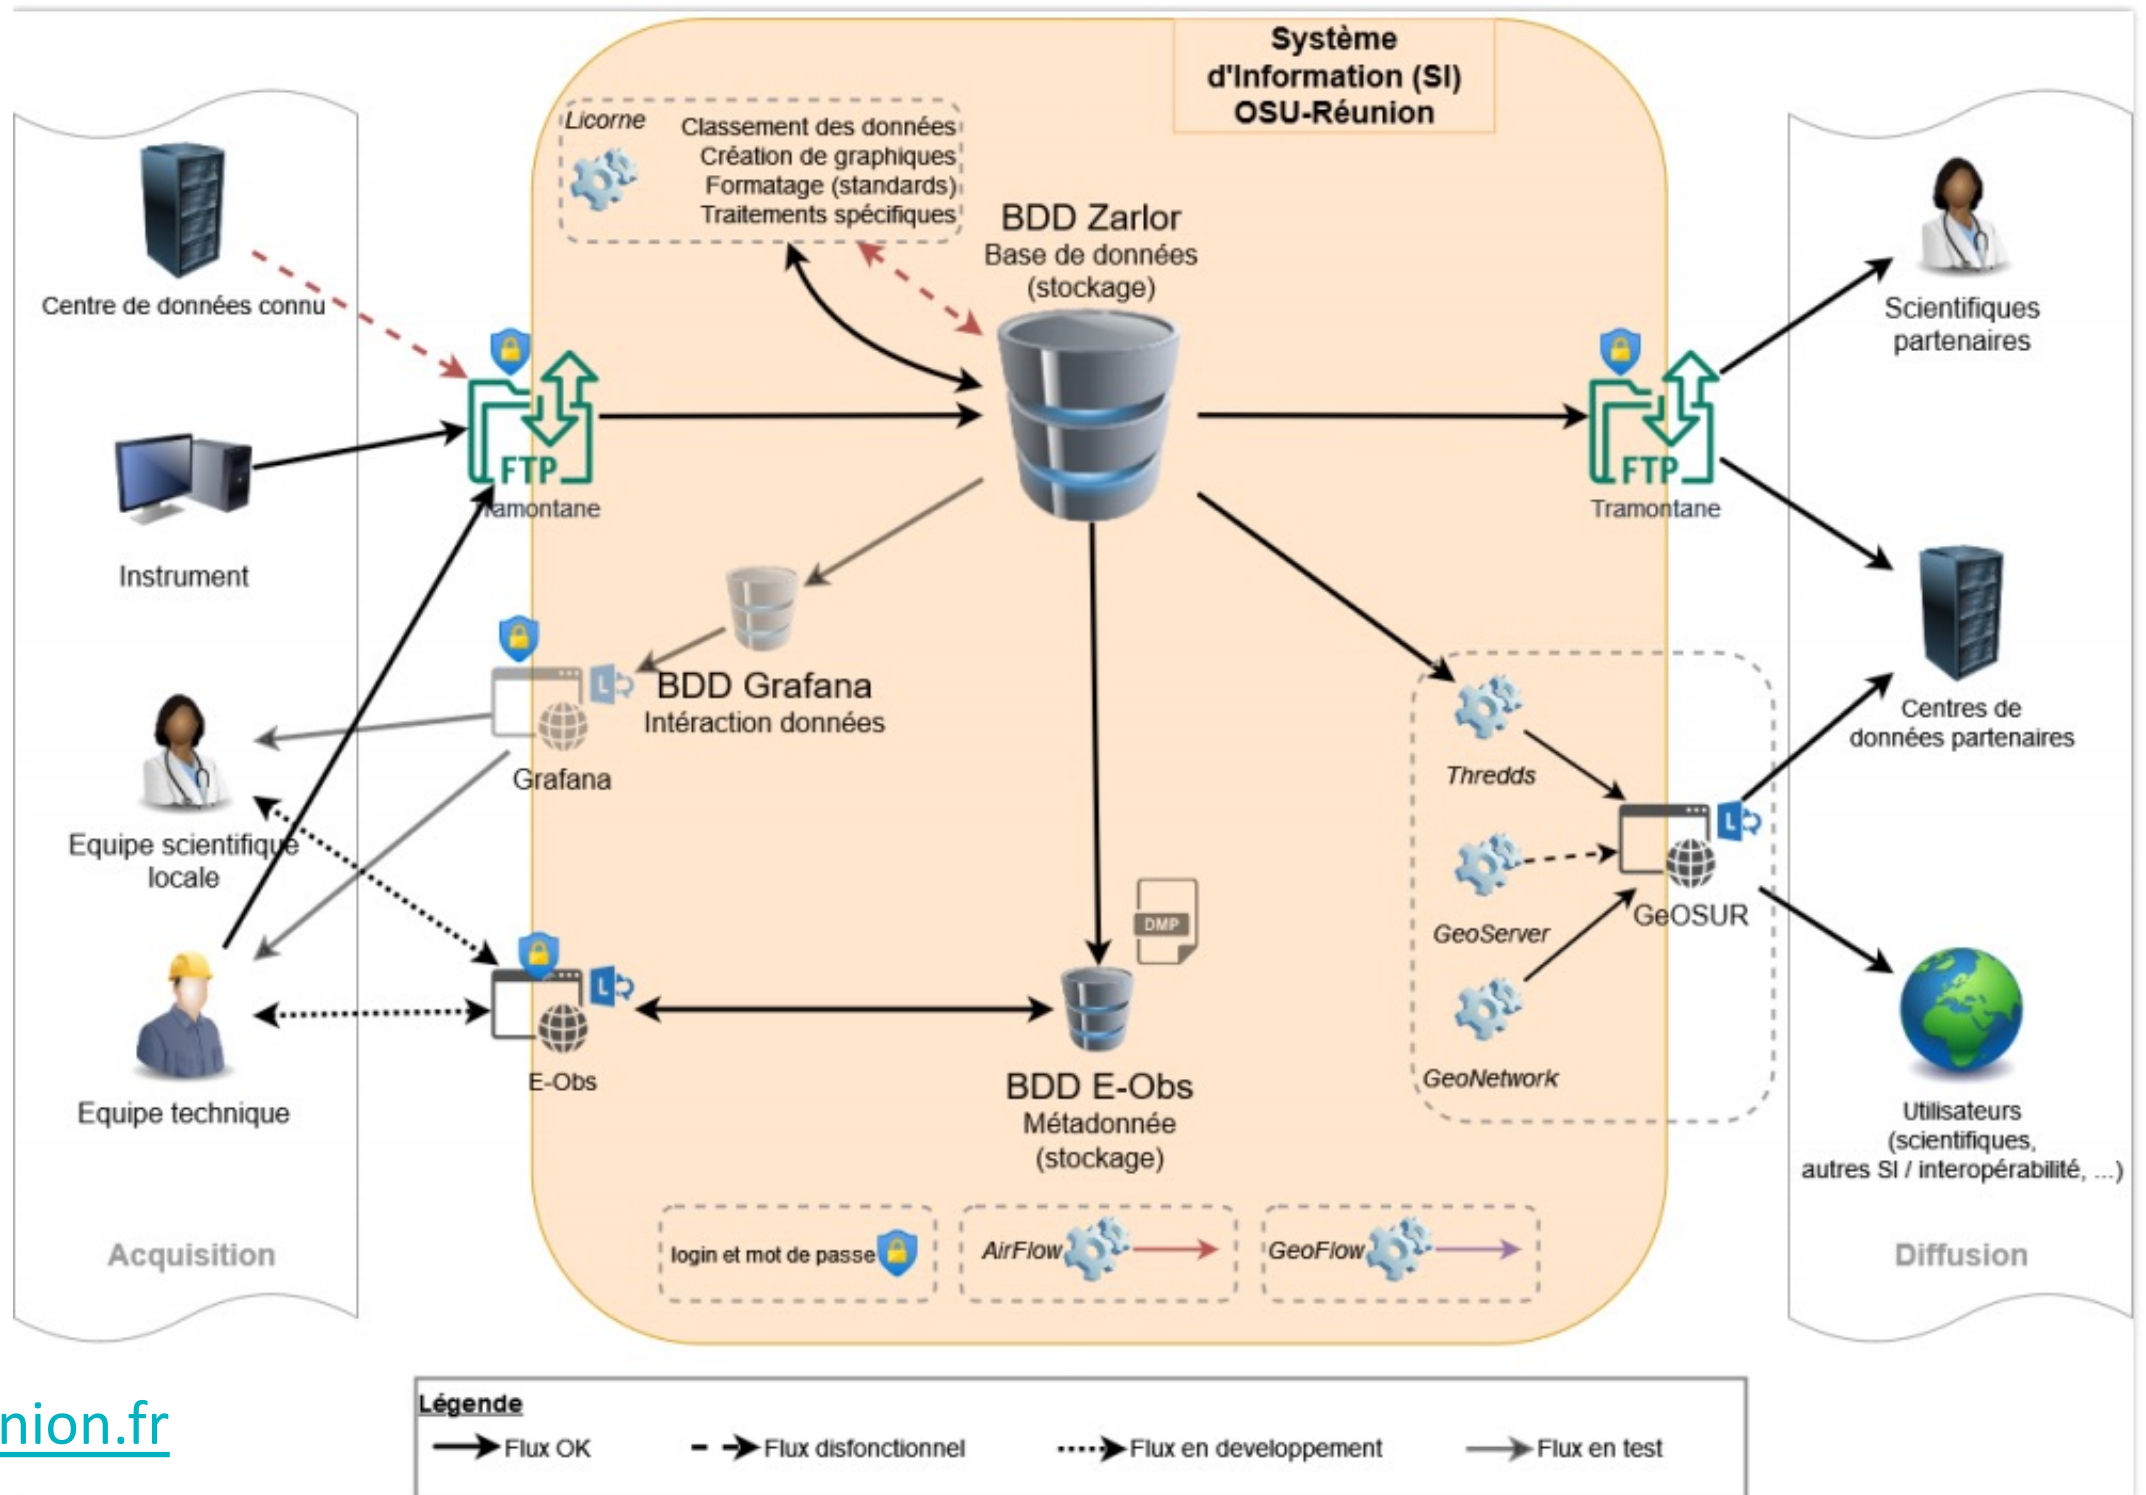 Système
d'Information (SI)
OSU-Réunion
Licorne
Classement des données
Création de graphiques
Formatage (standards)
Traitements spécifiques
BDD Zarlor
Base de données
(stockage)
Centre de données connu
FTP
Instrument
BDD Grafana
Intéraction données
Grafana
Equipe scientifique
locale
Equipe technique
E-Obs
DMP
BDD E-Obs
Métadonnée
(stockage)
Acquisition
FTP
Tramontane
Scientifiques
partenaires
Centres de
données partenaires
Thredds
GeoServer
GeoNetwork
GeOSUR
Utilisateurs
(scientifiques,
autres SI / interopérabilité, ...)
Diffusion
login et mot de passe
AirFlow
GeoFlow
nion.fr
Légende
Flux OK
Flux disfonctionnel
Flux en developpement
Flux en test